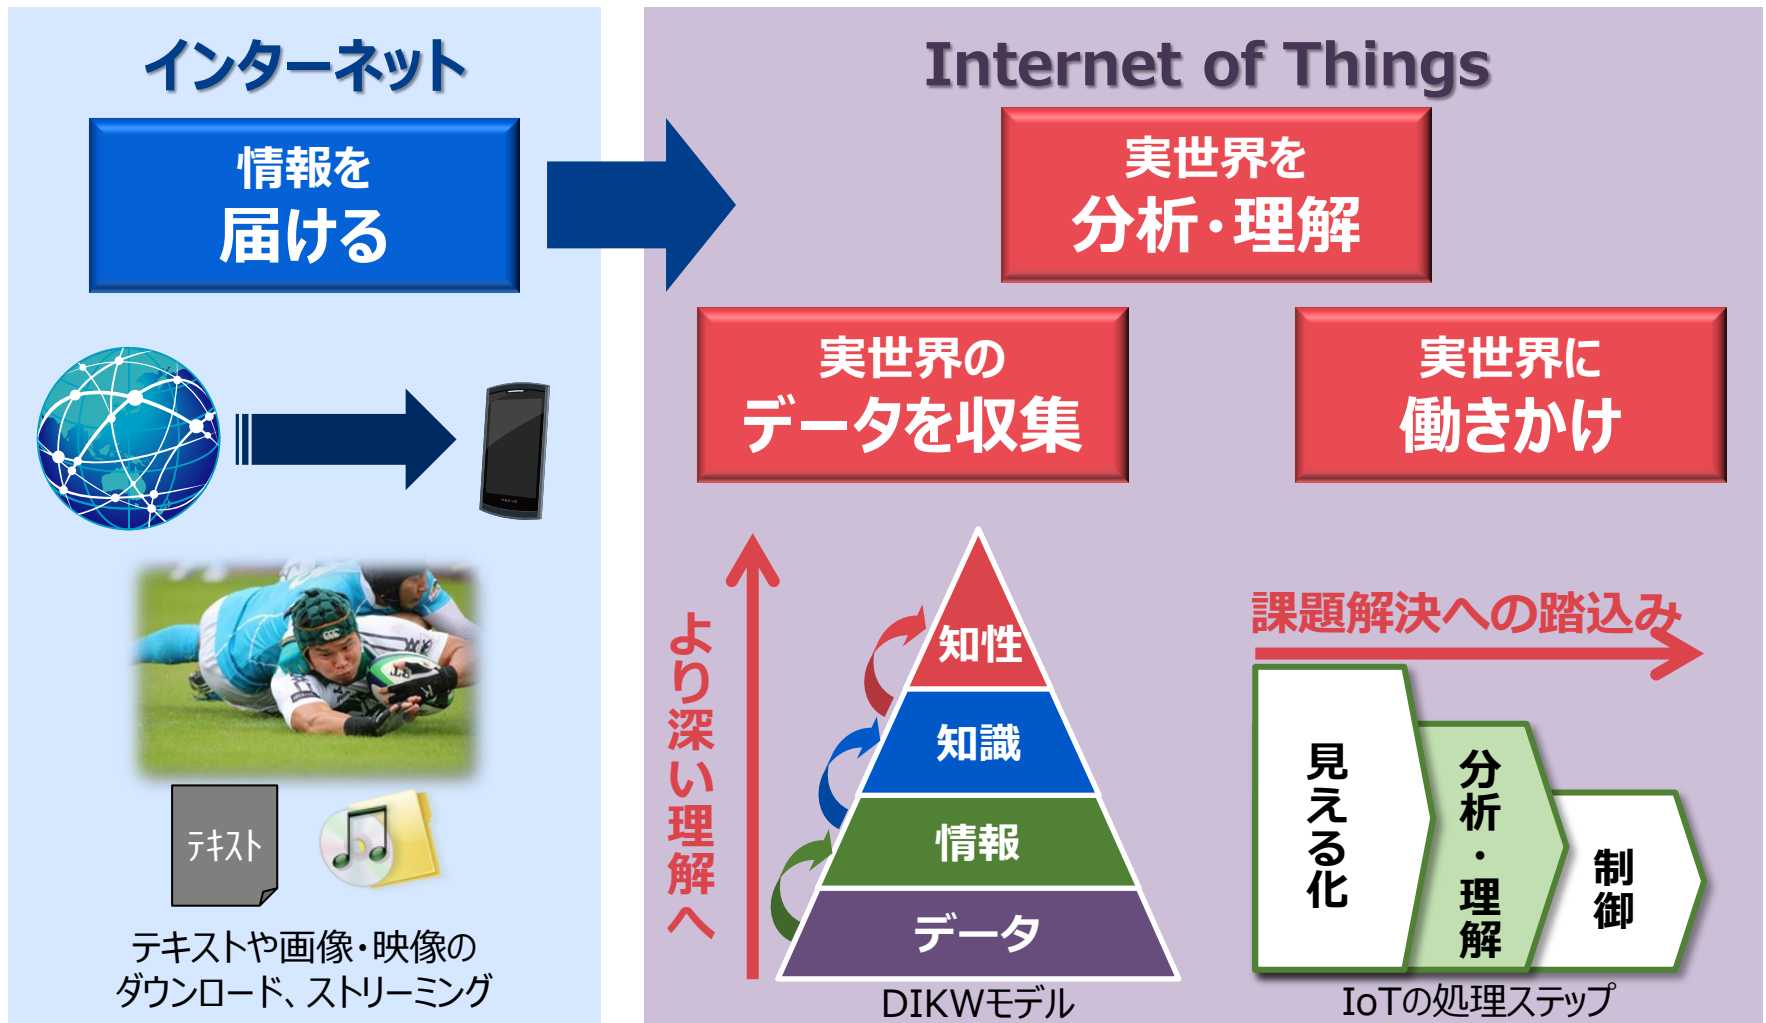 インターネット
情報を
届ける
テキスト
テキストや画像・映像の
ダウンロード、ストリーミング
Internet of Things
実世界を
分析・理解
実世界の
データを収集
実世界に
働きかけ
より深い理解へ
知性
知識
情報
データ
DIKWモデル
課題解決への踏込み
見える化
分析・理解
制御
IoTの処理ステップ